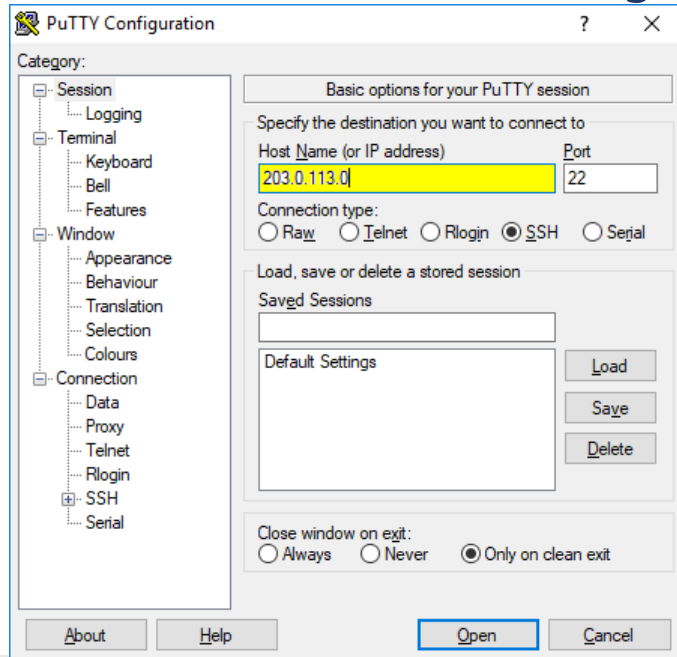 PuTTY Configuration
?
Category:
Session
Logging
Terminal
Keyboard
Bell
Features
Window
Appearance
Behaviour
Translation
Selection
Colours
Connection
Data
Proxy
Telnet
Rlogin
SSH
Serial
Basic options for your PuTTY session
Specify the destination you want to connect to
Host Name (or IP address) Port
203.0.113.0 22
Connection type:
Raw Telnet Rlogin SSH Serial
Load, save or delete a stored session
Saved Sessions
Default Settings
Load
Save
Delete
Close window on exit:
Always Never Only on clean exit
About Help Open Cancel